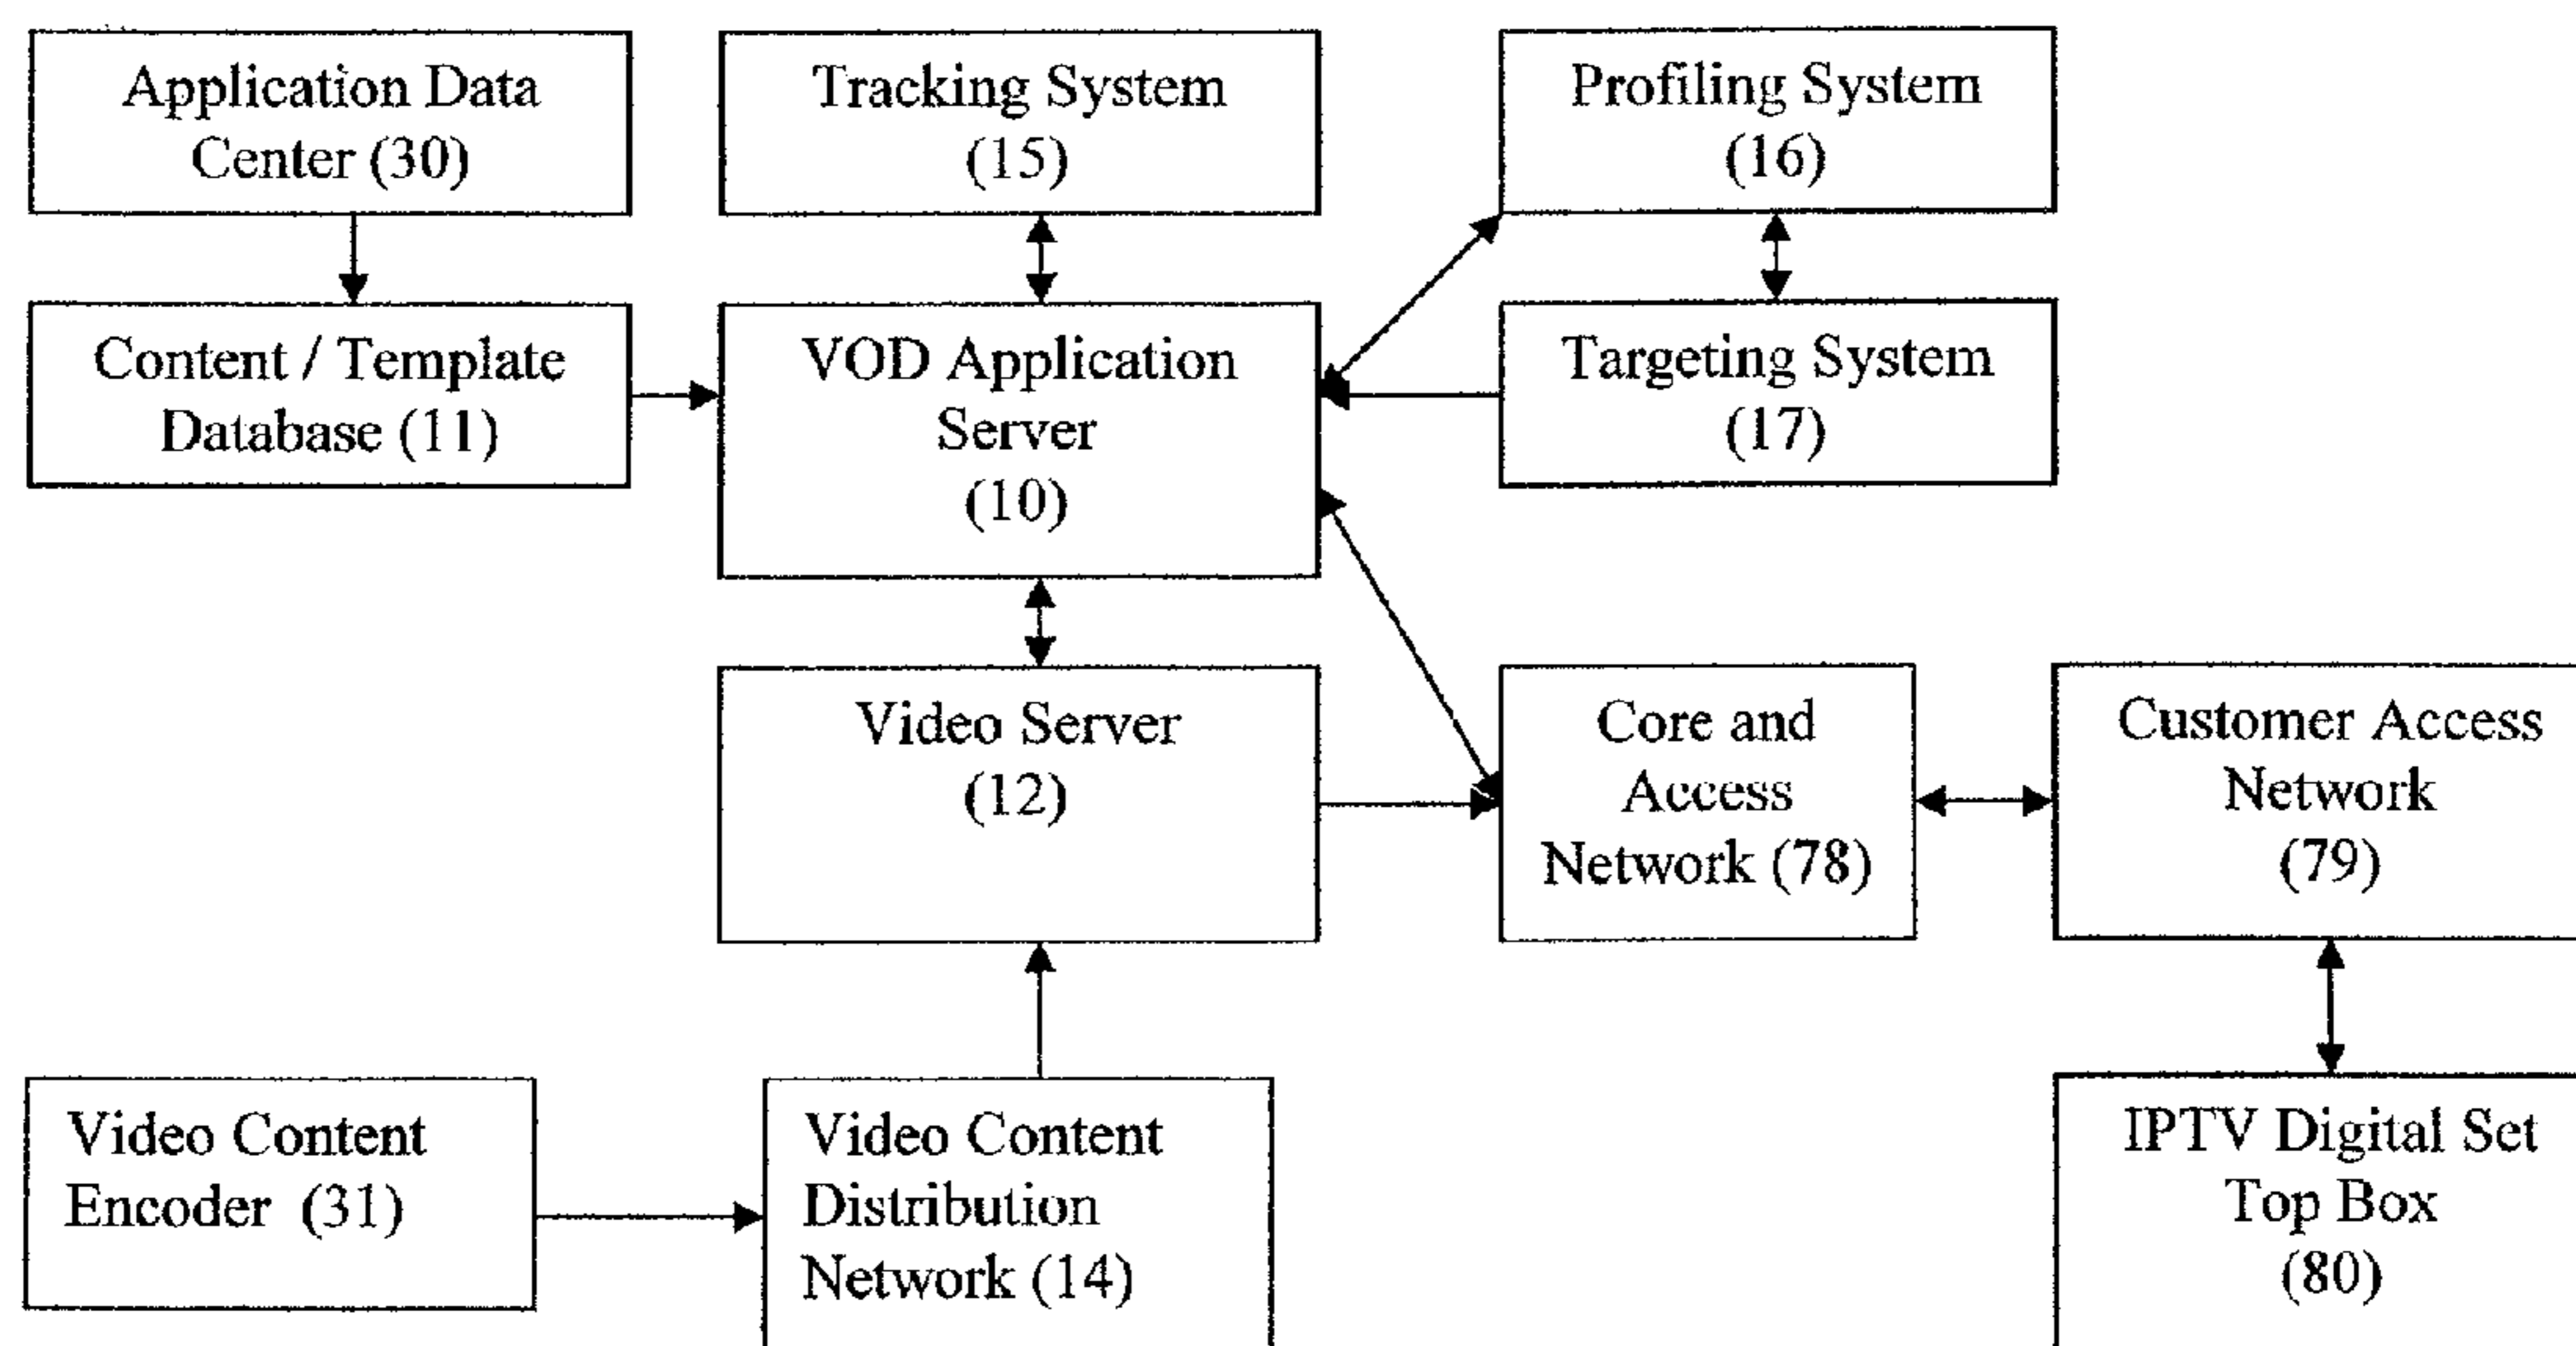 Application Data
Center (30)
Tracking System
(15)
Profiling System
(16)
Content / Template
Database (11)
VOD Application
Server
(10)
Targeting System
(17)
Video Server
(12)
Core and
Access
Network (78)
Customer Access
Network
(79)
Video Content
Encoder (31)
Video Content
Distribution
Network (14)
IPTV Digital Set
Top Box
(80)